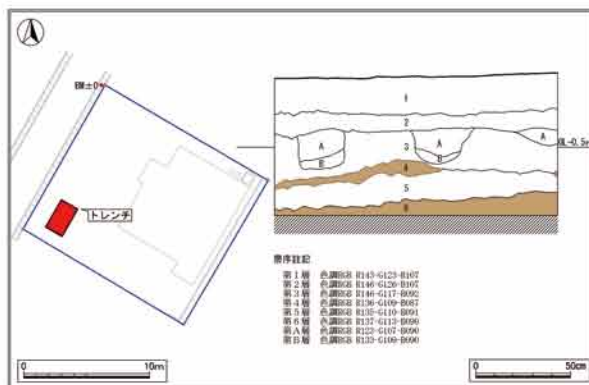 BM±0
トレンチ
1
2
A
A
A
3
B
B
4
5
6
DL-0.5m
層序註記
第1層 色調RGB R143-G123-B107
第2層 色調RGB R146-G126-B107
第3層 色調RGB R146-G117-B092
第4層 色調RGB R136-G109-B087
第5層 色調RGB R135-G110-B091
第6層 色調RGB R137-G113-B090
第A層 色調RGB R123-G107-B090
第B層 色調RGB R133-G109-B090
0 10m
0 50cm